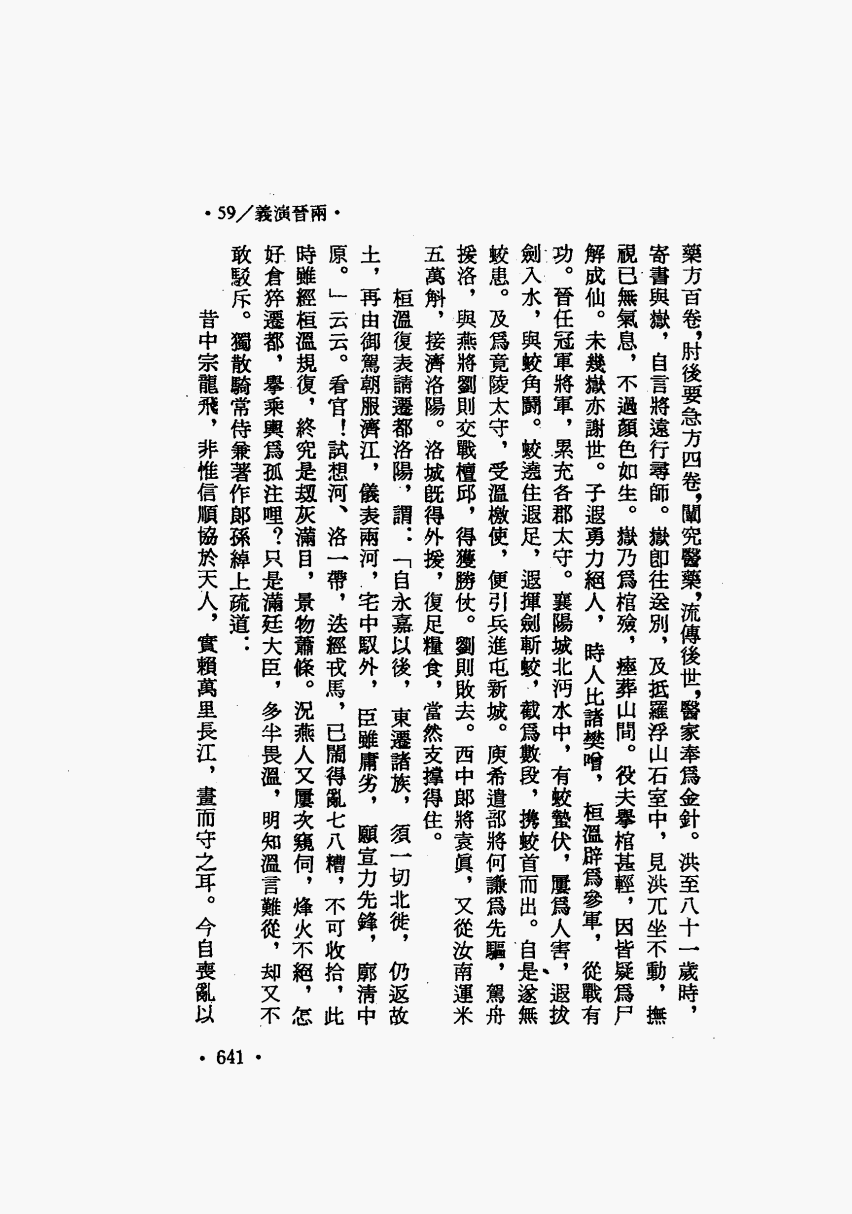 •59/義演晉兩•
藥方百卷，肘後要急方四卷，闡究醫藥，流傳後世，醫家奉爲金針。洪至八十一歲時，
寄書與嶽，自言將遠行尋師。嶽卽往送別，及抵羅浮山石室中，見洪兀坐不動，撫
視已無氣息，不過顏色如生。嶽乃爲棺殮，瘞葬山間。役夫擧棺甚輕，因皆疑爲尸
解成仙。未幾嶽亦謝世。子遐勇力絕人，時人比諸樊噲，桓溫辟爲參軍，從戰有
功。晉任冠軍將軍，累充各郡太守。襄陽城北沔水中，有蛟蟄伏，屢爲人害，遐拔
劍入水，與蛟角鬭。蛟遶住遐足，遐揮劍斬蛟，截爲數段，携蛟首而出。自是遂無
蛟患。及爲竟陵太守，受溫檄使，便引兵進屯新城。庾希遣部將何謙爲先驅，駕舟
援洛，與燕將劉則交戰檀邱，得獲勝仗。劉則敗去。西中郞將袁眞，又從汝南運米
五萬斛，接濟洛陽。洛城旣得外援，復足糧食，當然支撐得住。
桓溫復表請遷都洛陽，謂：「自永嘉以後，東遷諸族，須一切北徙，仍返故
土，再由御駕朝服濟江，儀表兩河，宅中馭外，臣雖庸劣，願宣力先鋒，廓淸中
原。」云云。看官！試想河、洛一帶，迭經戎馬，已鬧得亂七八糟，不可收拾，此
時雖經桓溫規復，終究是刼灰滿目，景物蕭條。況燕人又屢次窺伺，烽火不絕，怎
好倉猝遷都，擧乘輿爲孤注哩？只是滿廷大臣，多半畏溫，明知溫言難從，却又不
敢駁斥。獨散騎常侍兼著作郞孫綽上疏道：
昔中宗龍飛，非惟信順協於天人，實賴萬里長江，畫而守之耳。今自喪亂以
•641•